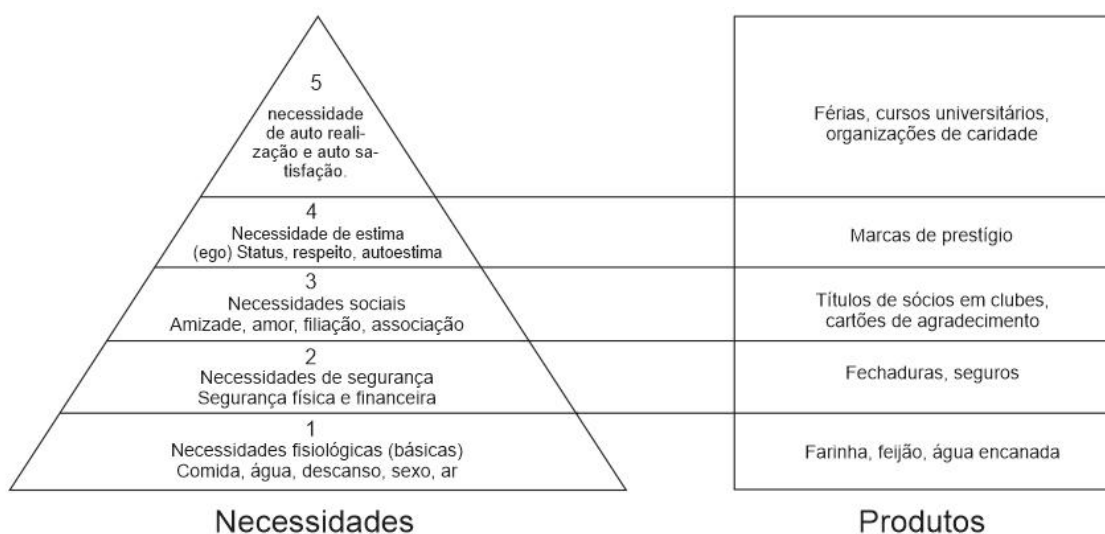 5
necessidade
de auto reali-
zação e auto sa-
tisfação.
Férias, cursos universitários,
organizações de caridade
4
Necessidade de estima
(ego) Status, respeito, autoestima
Marcas de prestígio
3
Necessidades sociais
Amizade, amor, filiação, associação
Títulos de sócios em clubes,
cartões de agradecimento
2
Necessidades de segurança
Segurança física e financeira
Fechaduras, seguros
1
Necessidades fisiológicas (básicas)
Comida, água, descanso, sexo, ar
Farinha, feijão, água encanada
Necessidades
Produtos